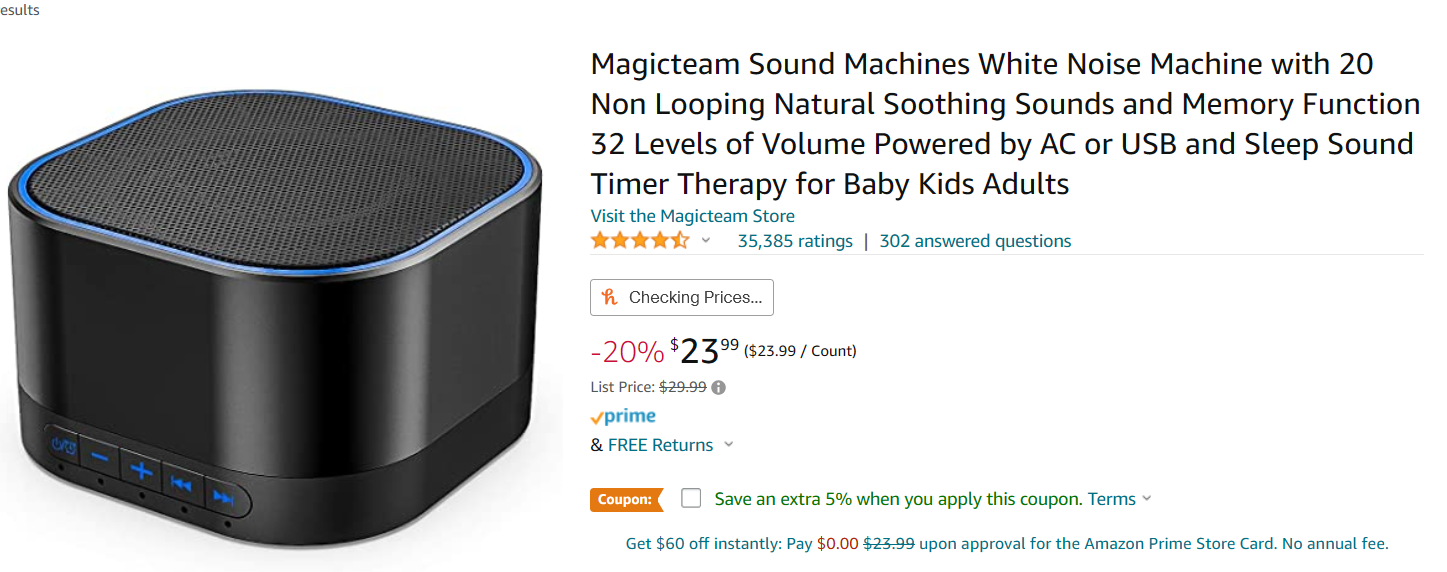 esults
Magicteam Sound Machines White Noise Machine with 20
Non Looping Natural Soothing Sounds and Memory Function
32 Levels of Volume Powered by AC or USB and Sleep Sound
Timer Therapy for Baby Kids Adults
Visit the Magicteam Store
35,385 ratings | 302 answered questions
Checking Prices...
-20% $23.99 ($23.99 / Count)
List Price: $29.99
prime
& FREE Returns
Coupon: Save an extra 5% when you apply this coupon. Terms
Get $60 off instantly: Pay $0.00 $23.99 upon approval for the Amazon Prime Store Card. No annual fee.